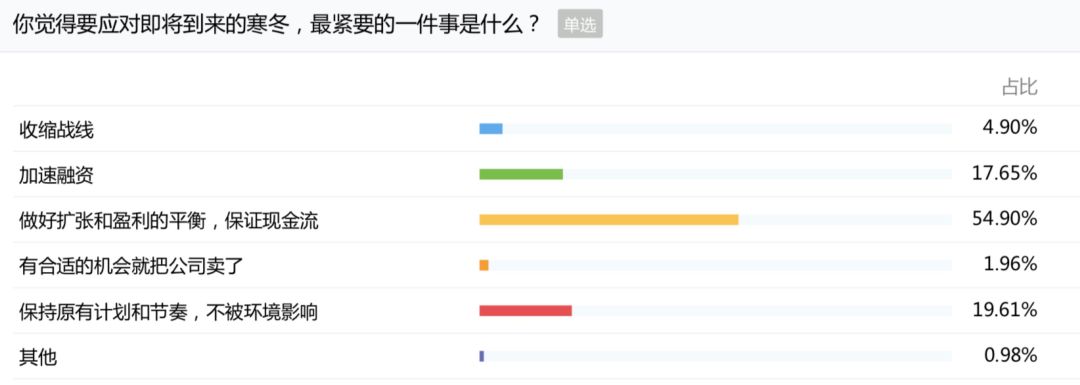 你觉得要应对即将到来的寒冬，最紧要的一件事是什么？ 单选
占比
收缩战线 4.90%
加速融资 17.65%
做好扩张和盈利的平衡，保证现金流 54.90%
有合适的机会就把公司卖了 1.96%
保持原有计划和节奏，不被环境影响 19.61%
其他 0.98%